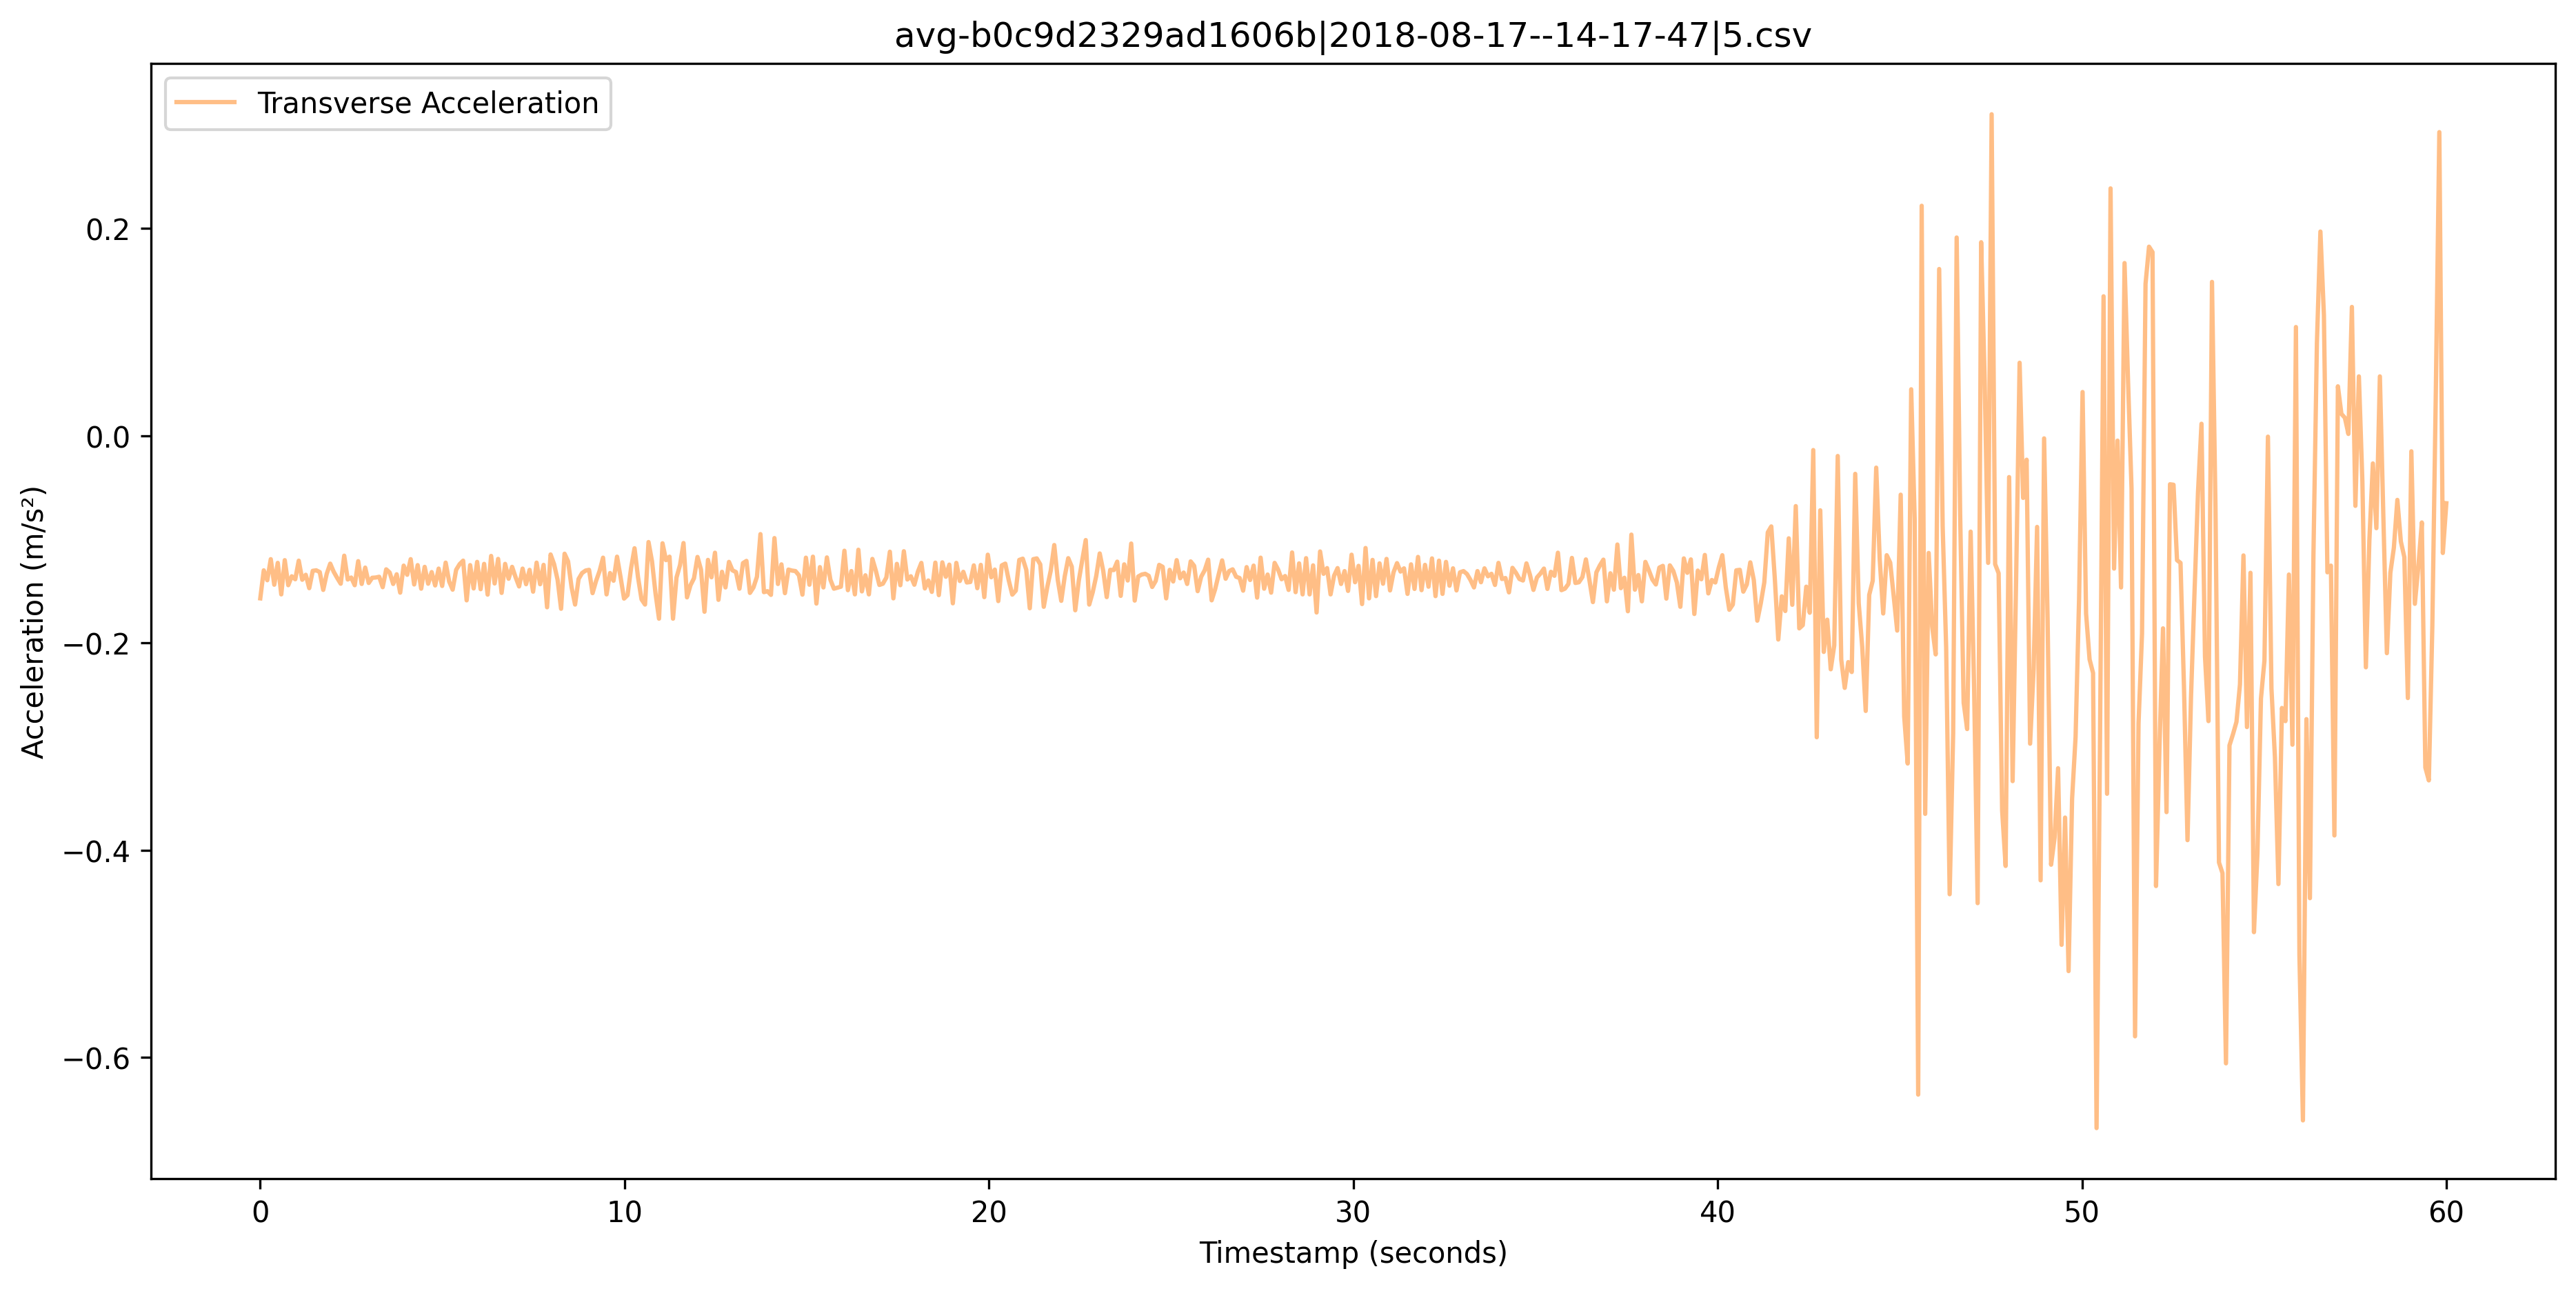 avg-b0c9d2329ad1606b|2018-08-17--14-17-47|5.csv
Transverse Acceleration
Acceleration (m/s²)
0.2
0.0
−0.2
−0.4
−0.6
0 10 20 30 40 50 60
Timestamp (seconds)